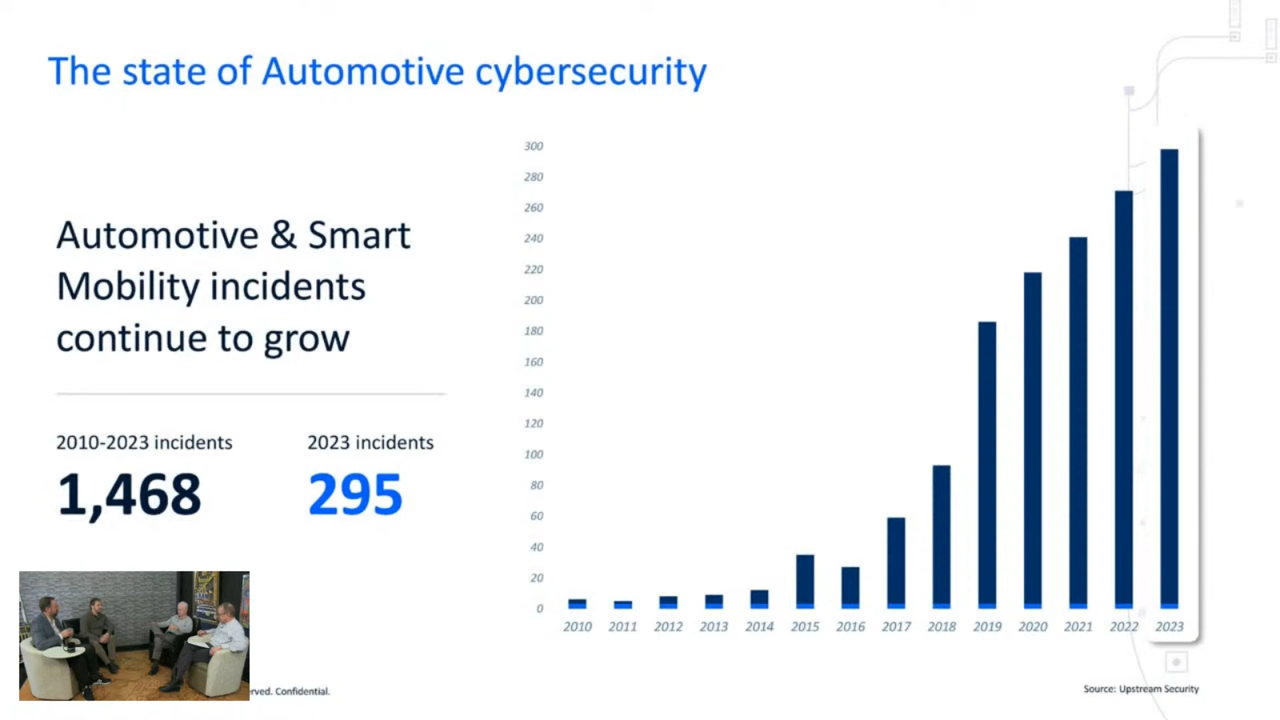 The state of Automotive cybersecurity
Automotive & Smart
Mobility incidents
continue to grow
2010-2023 incidents
1,468
2023 incidents
295
300
280
260
240
220
200
180
160
140
120
100
80
60
40
20
0
2010 2011 2012 2013 2014 2015 2016 2017 2018 2019 2020 2021 2022 2023
rved. Confidential.
Source: Upstream Security